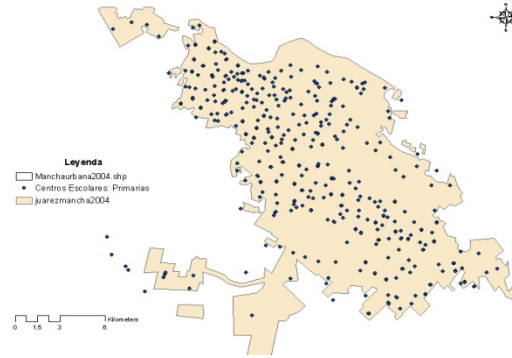 Leyenda
Manchaurbana2004.shp
Centros Escolares: Primarias
juarezmancha2004
Kilometers
0 1.5 3 6